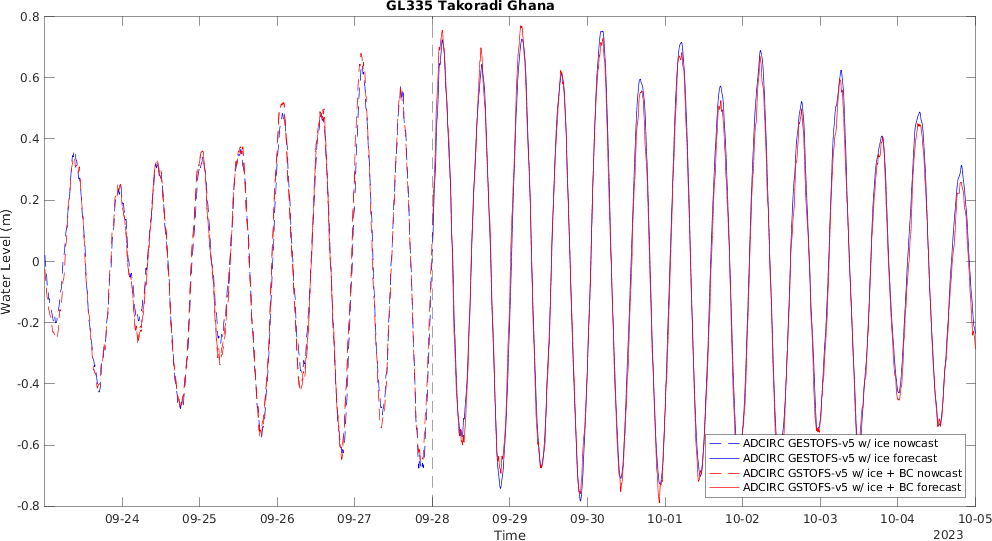 GL335 Takoradi Ghana
0.8
0.6
0.4
0.2
0
-0.2
-0.4
-0.6
-0.8
Water Level (m)
ADCIRC GESTOFS-v5 w/ ice nowcast
ADCIRC GESTOFS-v5 w/ ice forecast
ADCIRC GSTOFS-v5 w/ ice + BC nowcast
ADCIRC GSTOFS-v5 w/ ice + BC forecast
09-24 09-25 09-26 09-27 09-28 09-29 09-30 10-01 10-02 10-03 10-04 10-05
Time
2023